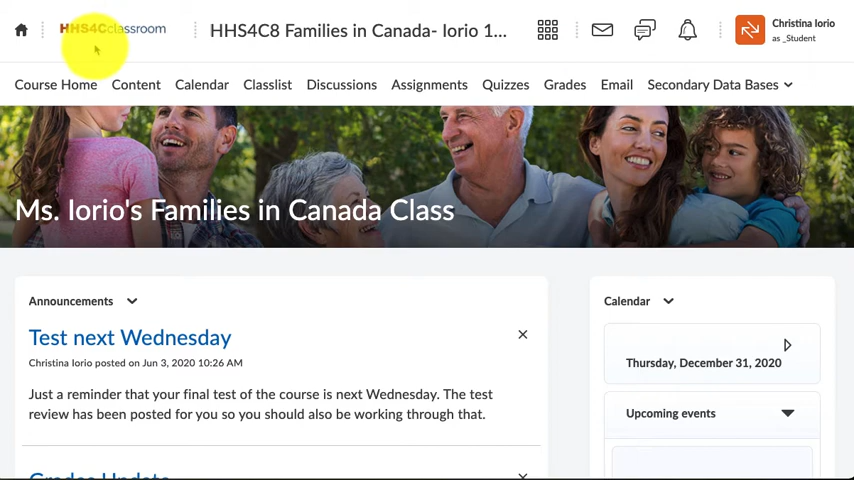 HHS4Cclassroom
HHS4C8 Families in Canada- Iorio 1...
Christina Iorio
as _Student
Course Home Content Calendar Classlist Discussions Assignments Quizzes Grades Email Secondary Data Bases
Ms. Iorio's Families in Canada Class
Announcements
Test next Wednesday
Christina Iorio posted on Jun 3, 2020 10:26 AM
Just a reminder that your final test of the course is next Wednesday. The test
review has been posted for you so you should also be working through that.
Grades Update
Calendar
Thursday, December 31, 2020
Upcoming events